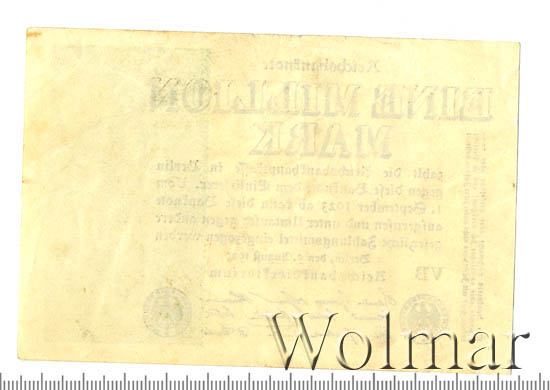 Reichsbanknote
EINE MILLION
MARK
zahlt die Reichsbankhauptkasse in Berlin
gegen diese Banknote dem Einlieferer. Vom
1. September 1923 ab kann diese Banknote
aufgerufen und unter Umtausch gegen andere
gesetzliche Zahlungsmittel eingezogen werden
Berlin, den 9. August 1923
Reichsbankdirektorium
VB
Wolmar